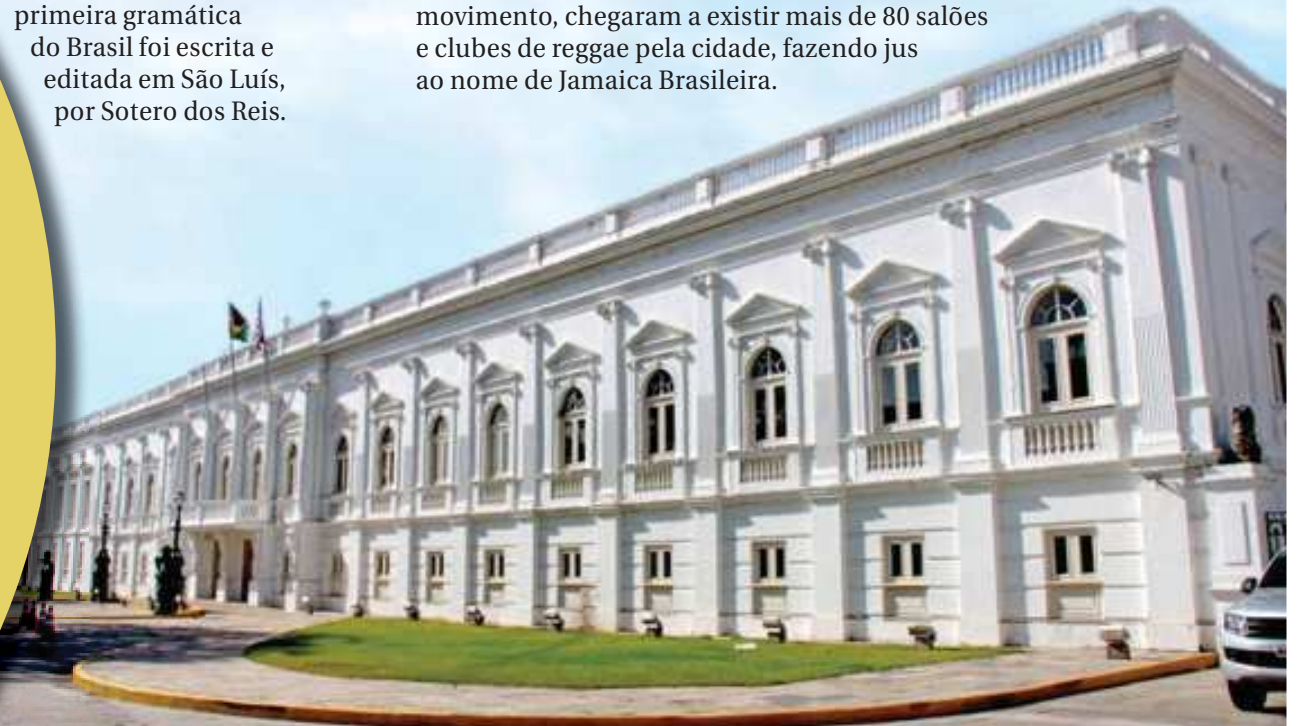 primeira gramática
do Brasil foi escrita e
editada em São Luís,
por Sotero dos Reis.
movimento, chegaram a existir mais de 80 salões
e clubes de reggae pela cidade, fazendo jus
ao nome de Jamaica Brasileira.